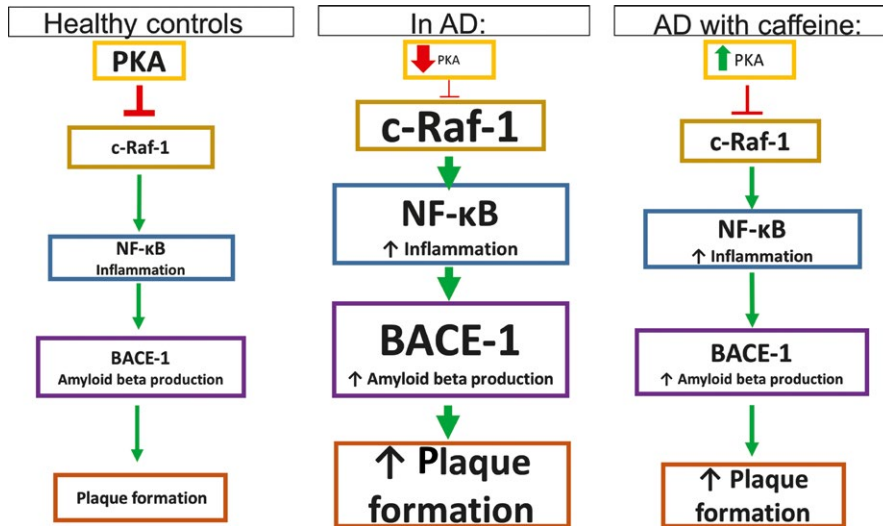 Healthy controls
PKA
c-Raf-1
NF-κB
Inflammation
BACE-1
Amyloid beta production
Plaque formation
In AD:
PKA
c-Raf-1
NF-κB
↑ Inflammation
BACE-1
↑ Amyloid beta production
↑ Plaque
formation
AD with caffeine:
PKA
c-Raf-1
NF-κB
↑ Inflammation
BACE-1
↑ Amyloid beta production
↑ Plaque
formation